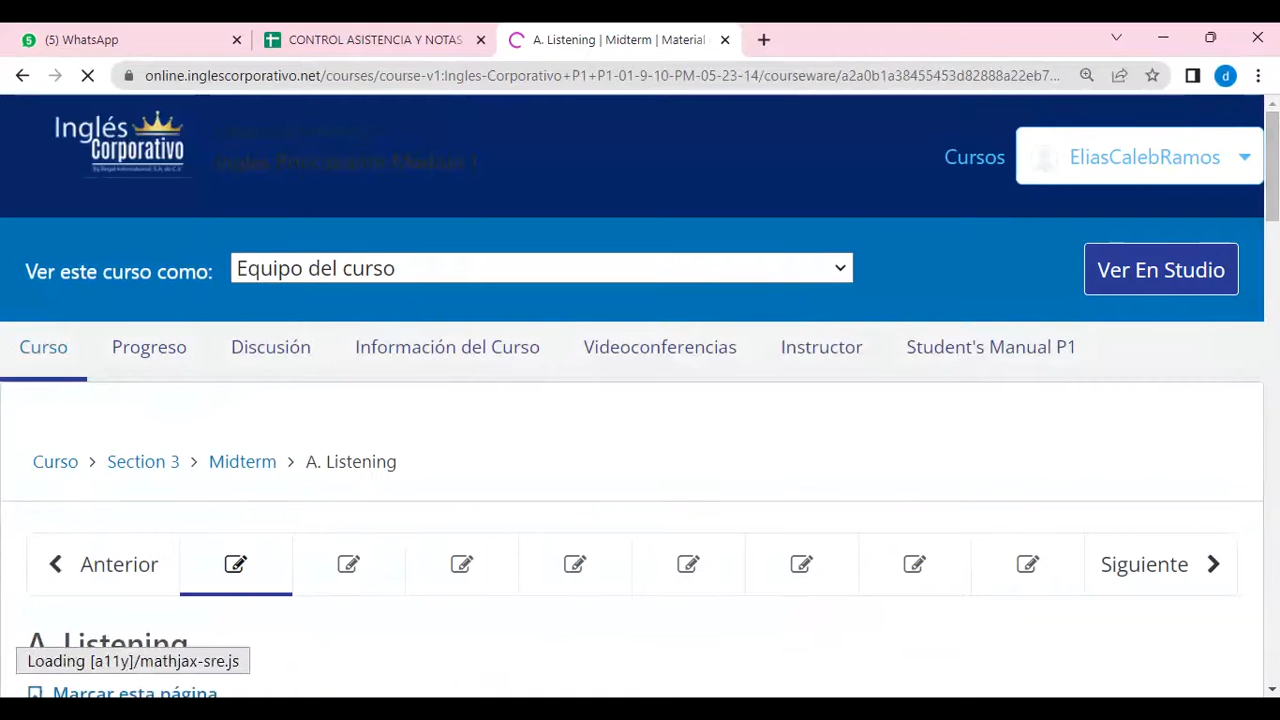 5 (5) WhatsApp
CONTROL ASISTENCIA Y NOTAS
A. Listening | Midterm | Material
online.inglescorporativo.net/courses/course-v1:Ingles-Corporativo+P1+P1-01-9-10-PM-05-23-14/courseware/a2a0b1a38455453d82888a22eb7...
d
Inglés
Corporativo
Cursos
EliasCalebRamos
Ver este curso como:
Equipo del curso
Ver En Studio
Curso
Progreso
Discusión
Información del Curso
Videoconferencias
Instructor
Student's Manual P1
Curso > Section 3 > Midterm > A. Listening
Anterior
Siguiente
A. Listening
Loading [a11y]/mathjax-sre.js
Marcar esta página